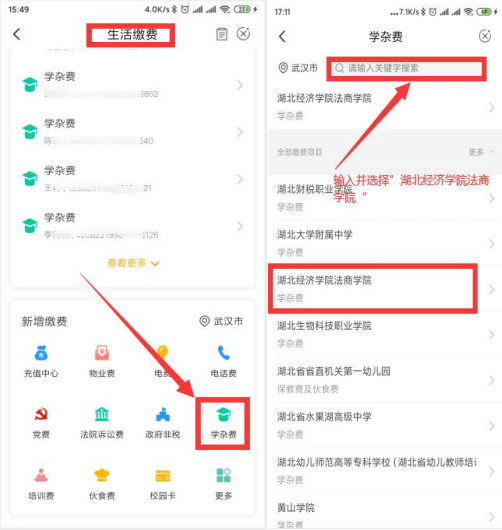 15:49
4.0K/s
生活缴费
学杂费
5862
学杂费
陈
540
学杂费
21
学杂费
李
5126
查看更多
新增缴费
武汉市
充值中心
物业费
电费
电话费
党费
法院诉讼费
政府非税
学杂费
培训费
伙食费
校园卡
更多
17:11
...7.1K/s
学杂费
武汉市
请输入关键字搜索
湖北经济学院法商学院
学杂费
全部缴费项目
更多
输入并选择”湖北经济学院法商
学院“
湖北财税职业学院
学杂费
湖北大学附属中学
学杂费
湖北经济学院法商学院
学杂费
湖北生物科技职业学院
学杂费
湖北省省直机关第一幼儿园
保教费及伙食费
湖北省水果湖高级中学
学杂费
湖北幼儿师范高等专科学校(湖北省幼儿教师培训
学杂费
黄山学院
学杂费